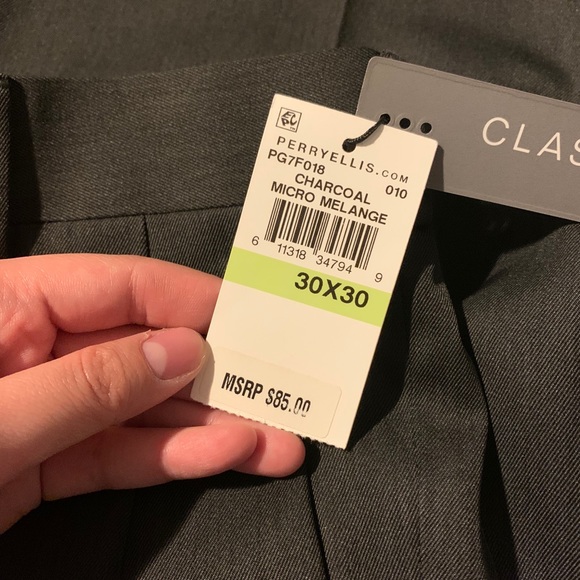 PERRYELLIS.COM
PG7F018 010
CHARCOAL
MICRO MELANGE
6 11318 34794 9
30X30
MSRP $85.00
CLAS